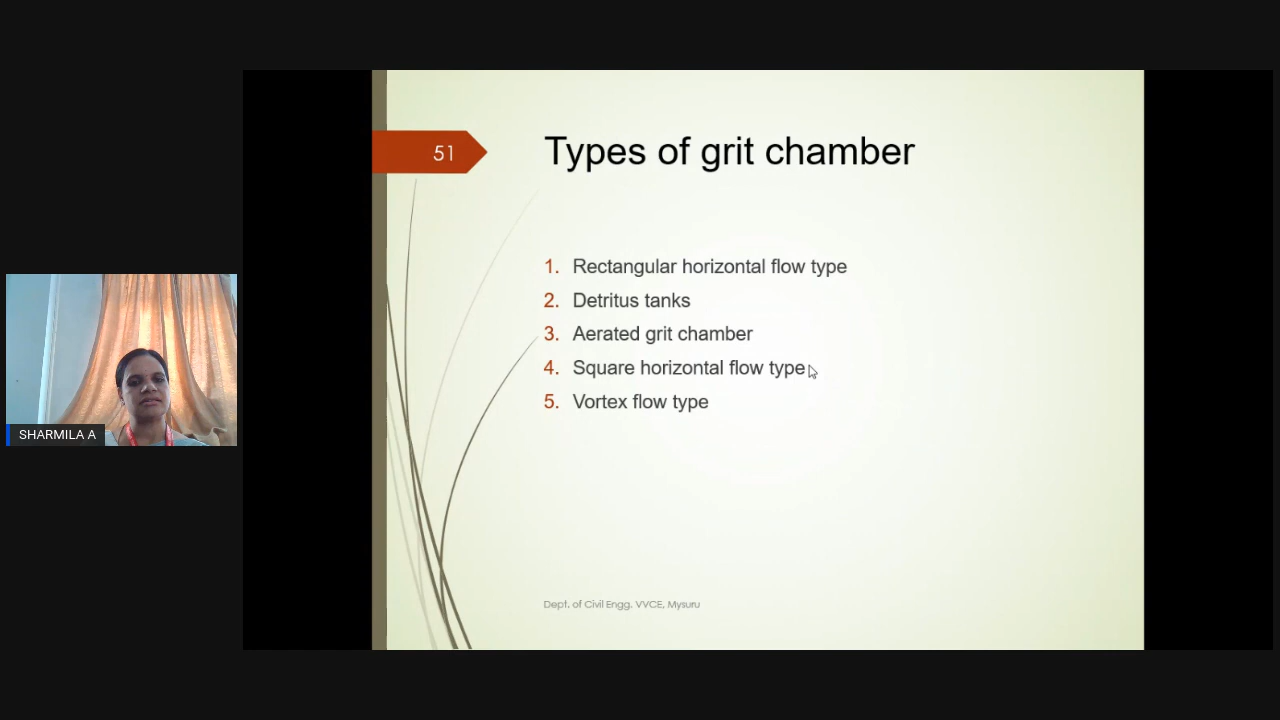 51
Types of grit chamber
1. Rectangular horizontal flow type
2. Detritus tanks
3. Aerated grit chamber
4. Square horizontal flow type
5. Vortex flow type
Dept. of Civil Engg. VVCE, Mysuru
SHARMILA A